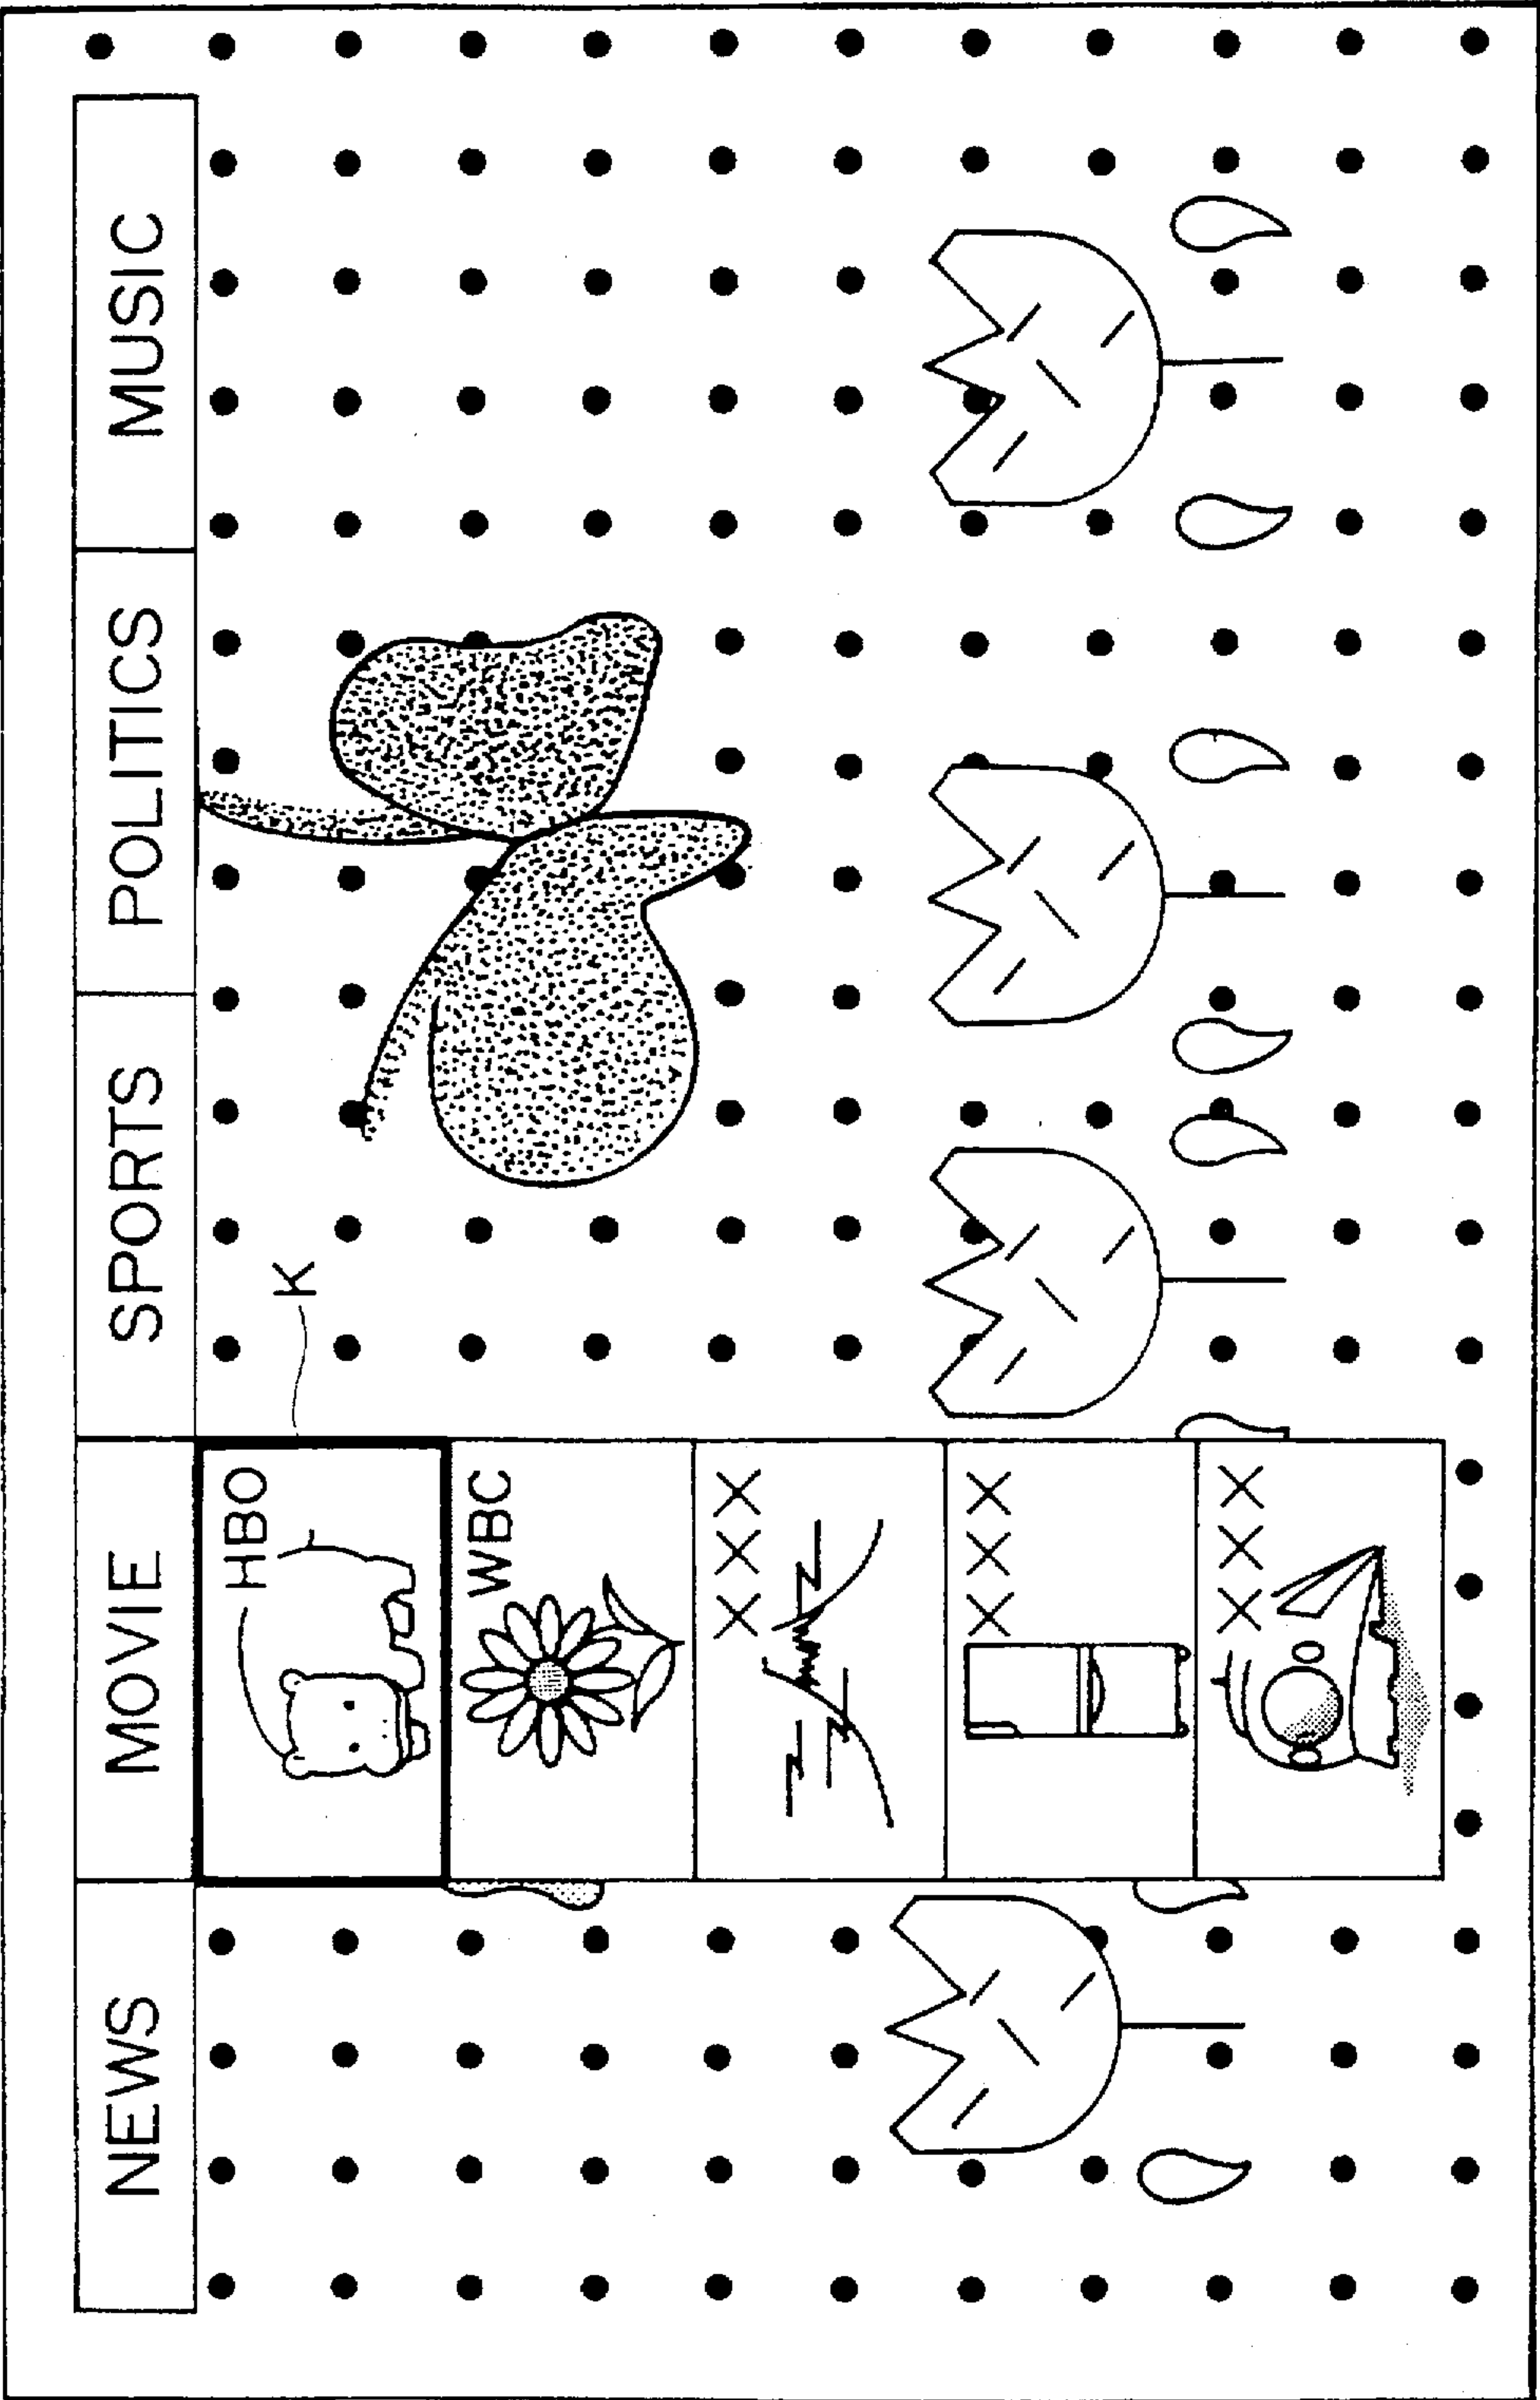 NEWS MOVIE SPORTS POLITICS MUSIC
HBO
K
WBC
XXX
XXX
XXX